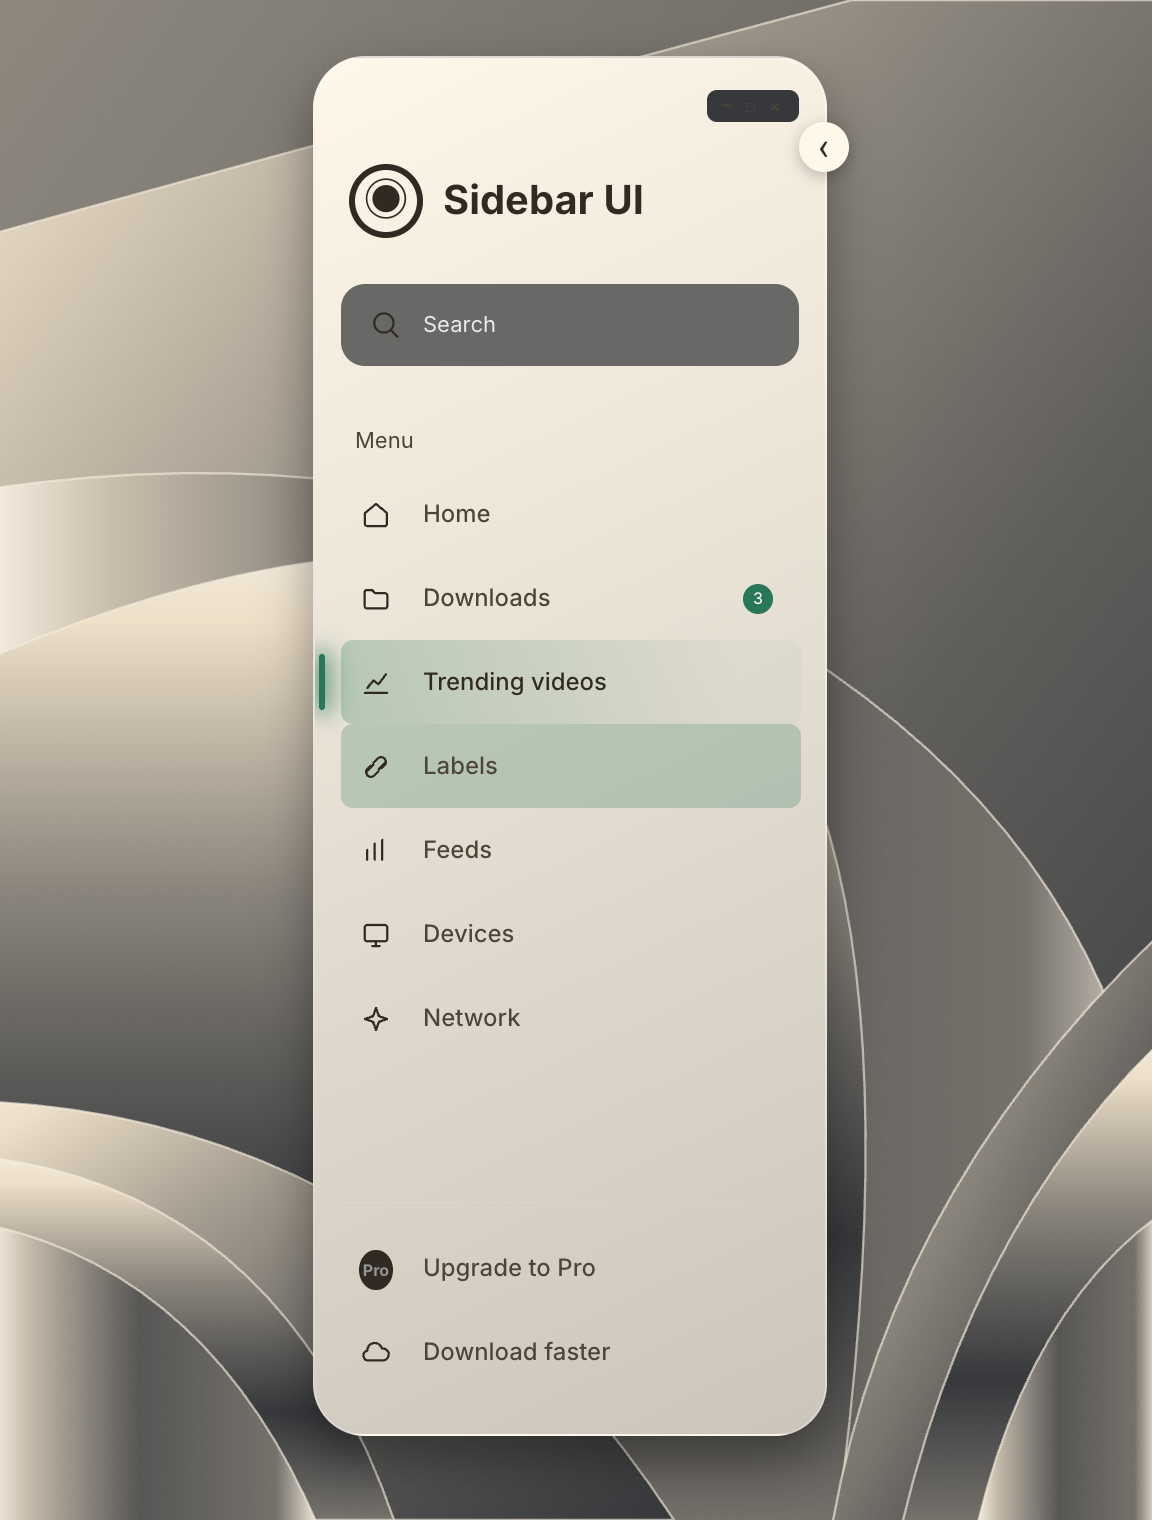 Sidebar UI
Search
Menu
Home
Downloads
3
Trending videos
Labels
Feeds
Devices
Network
Pro
Upgrade to Pro
Download faster